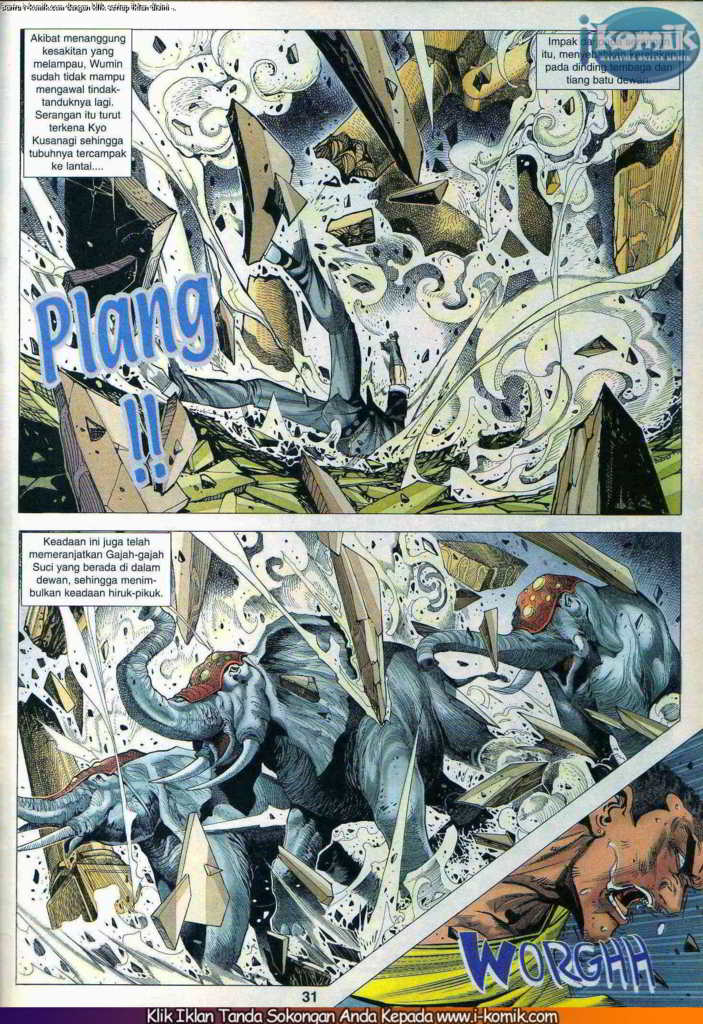 Akibat menanggung
kesakitan yang
melampau, Wumin
sudah tidak mampu
mengawal tindak-
tanduknya lagi.
Serangan itu turut
terkena Kyo
Kusanagi sehingga
tubuhnya tercampak
ke lantai....
ikomik
Impak
itu,
pada dinding tembaga dan
tiang batu dewan.
Plang
!!
Keadaan ini juga telah
memeranjatkan Gajah-gajah
Suci yang berada di dalam
dewan, sehingga menim-
bulkan keadaan hiruk-pikuk.
WORGHH
31
Klik Iklan Tanda Sokongan Anda Kepada www.i-komik.com